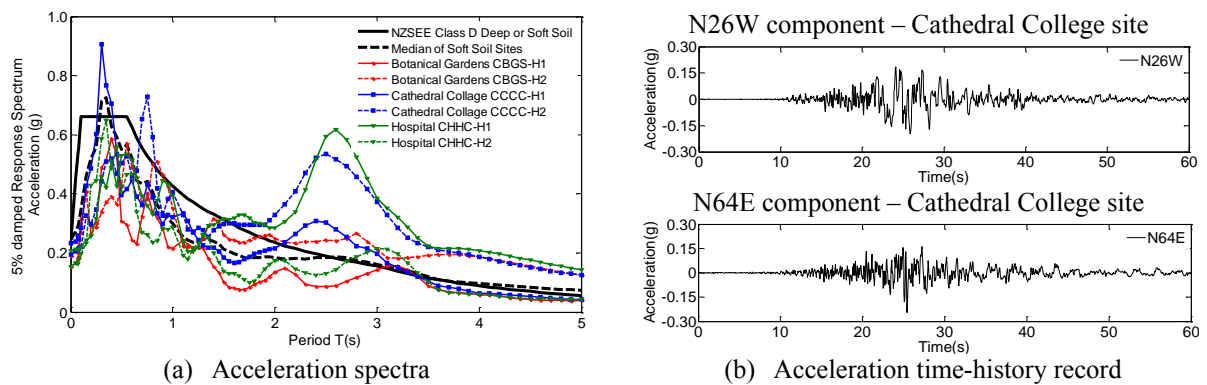 5% damped Response Spectrum
Acceleration (g)
1
0.8
0.6
0.4
0.2
0
0 1 2 3 4 5
Period T(s)
NZSEE Class D Deep or Soft Soil
Median of Soft Soil Sites
Botanical Gardens CBGS-H1
Botanical Gardens CBGS-H2
Cathedral Collage CCCC-H1
Cathedral Collage CCCC-H2
Hospital CHHC-H1
Hospital CHHC-H2
(a) Acceleration spectra
N26W component – Cathedral College site
Acceleration(g)
0.30
0.15
0
-0.15
-0.30
N26W
0 10 20 30 40 50 60
Time(s)
N64E component – Cathedral College site
Acceleration(g)
0.30
0.15
0
-0.15
-0.30
N64E
0 10 20 30 40 50 60
Time(s)
(b) Acceleration time-history record